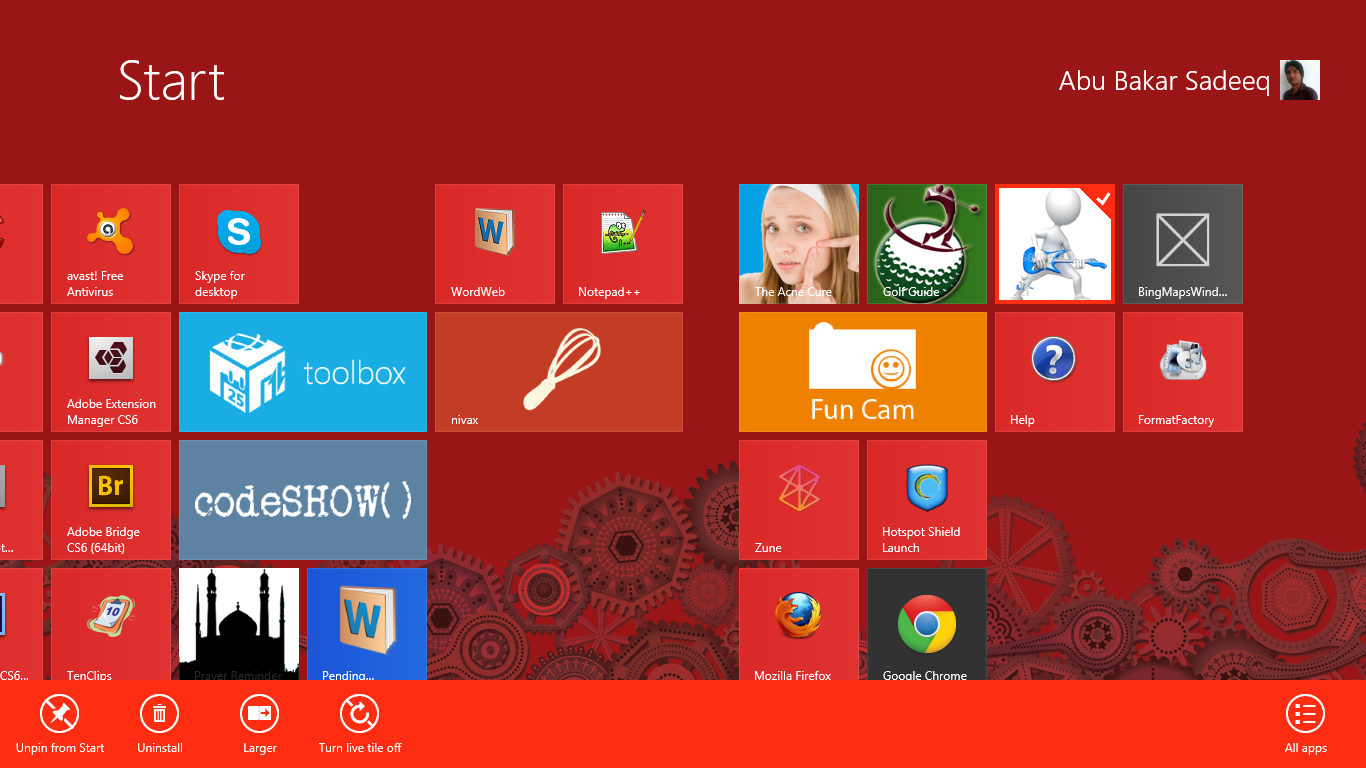 Start
Abu Bakar Sadeeq
avast! Free
Antivirus
Skype for
desktop
WordWeb
Notepad++
The Acne Cure
Golf Guide
BingMapsWind...
Adobe Extension
Manager CS6
25
toolbox
nivax
Fun Cam
Help
FormatFactory
t...
Br
Adobe Bridge
CS6 (64bit)
codeSHOW( )
Zune
Hotspot Shield
Launch
CS6...
10
TenClips
Prayer Reminder
W
Pending...
Mozilla Firefox
Google Chrome
Unpin from Start
Uninstall
Larger
Turn live tile off
All apps